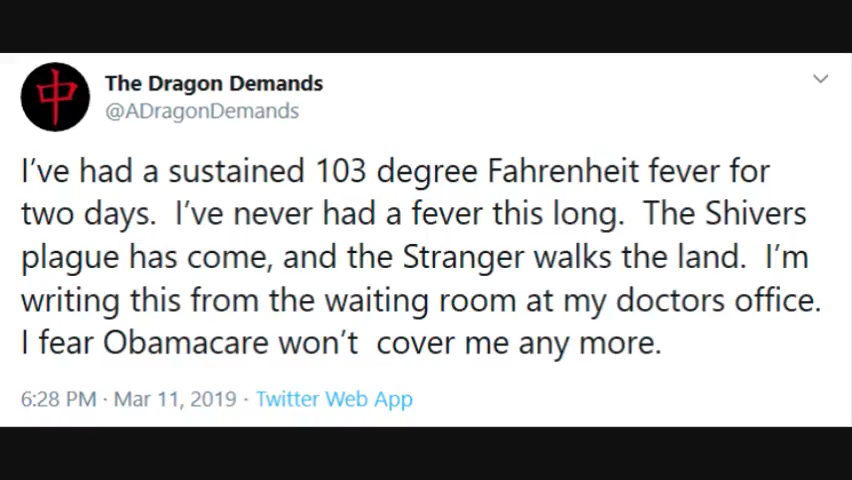 中
The Dragon Demands
@ADragonDemands
I've had a sustained 103 degree Fahrenheit fever for
two days.  I've never had a fever this long.  The Shivers
plague has come, and the Stranger walks the land.  I'm
writing this from the waiting room at my doctors office.
I fear Obamacare won't  cover me any more.
6:28 PM · Mar 11, 2019 · Twitter Web App